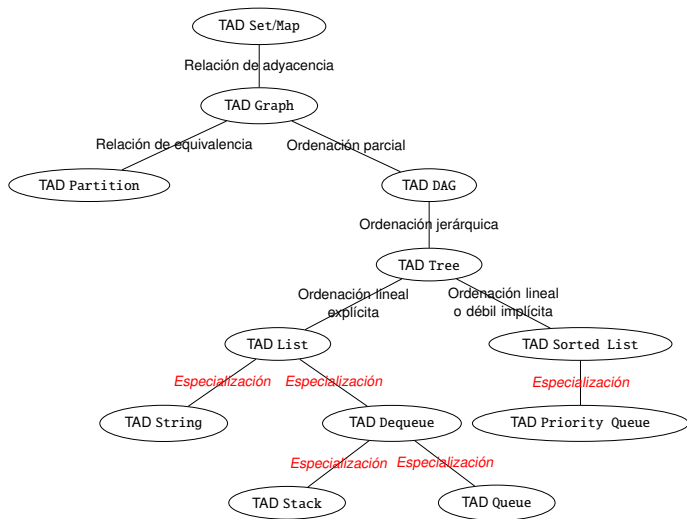 TAD Set/Map
Relación de adyacencia
TAD Graph
Relación de equivalencia
Ordenación parcial
TAD Partition
TAD DAG
Ordenación jerárquica
TAD Tree
Ordenación lineal
explícita
Ordenación lineal
o débil implícita
TAD List
TAD Sorted List
Especialización
Especialización
Especialización
TAD String
TAD Dequeue
TAD Priority Queue
Especialización
Especialización
TAD Stack
TAD Queue